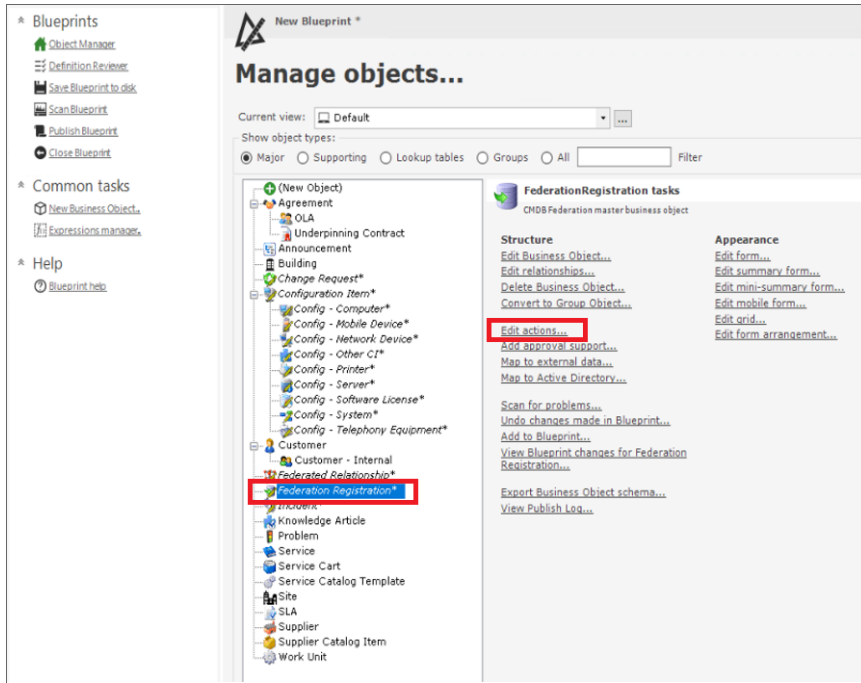 Blueprints
Object Manager
Definition Reviewer
Save Blueprint to disk
Scan Blueprint
Publish Blueprint
Close Blueprint
Common tasks
New Business Object..
Expressions manager..
Help
Blueprint help
New Blueprint *
Manage objects...
Current view: Default ...
Show object types:
Major Supporting Lookup tables Groups All Filter
(New Object)
Agreement
OLA
Underpinning Contract
Announcement
Building
Change Request*
Configuration Item*
Config - Computer*
Config - Mobile Device*
Config - Network Device*
Config - Other CI*
Config - Printer*
Config - Server*
Config - Software License*
Config - System*
Config - Telephony Equipment*
Customer
Customer - Internal
Federated Relationship*
Federation Registration*
Incident*
Knowledge Article
Problem
Service
Service Cart
Service Catalog Template
Site
SLA
Supplier
Supplier Catalog Item
Work Unit
FederationRegistration tasks
CMDB Federation master business object
Structure
Edit Business Object...
Edit relationships...
Delete Business Object...
Convert to Group Object...
Edit actions...
Add approval support...
Map to external data...
Map to Active Directory...
Scan for problems...
Undo changes made in Blueprint...
Add to Blueprint...
View Blueprint changes for Federation
Registration...
Export Business Object schema...
View Publish Log...
Appearance
Edit form...
Edit summary form...
Edit mini-summary form...
Edit mobile form...
Edit grid...
Edit form arrangement...